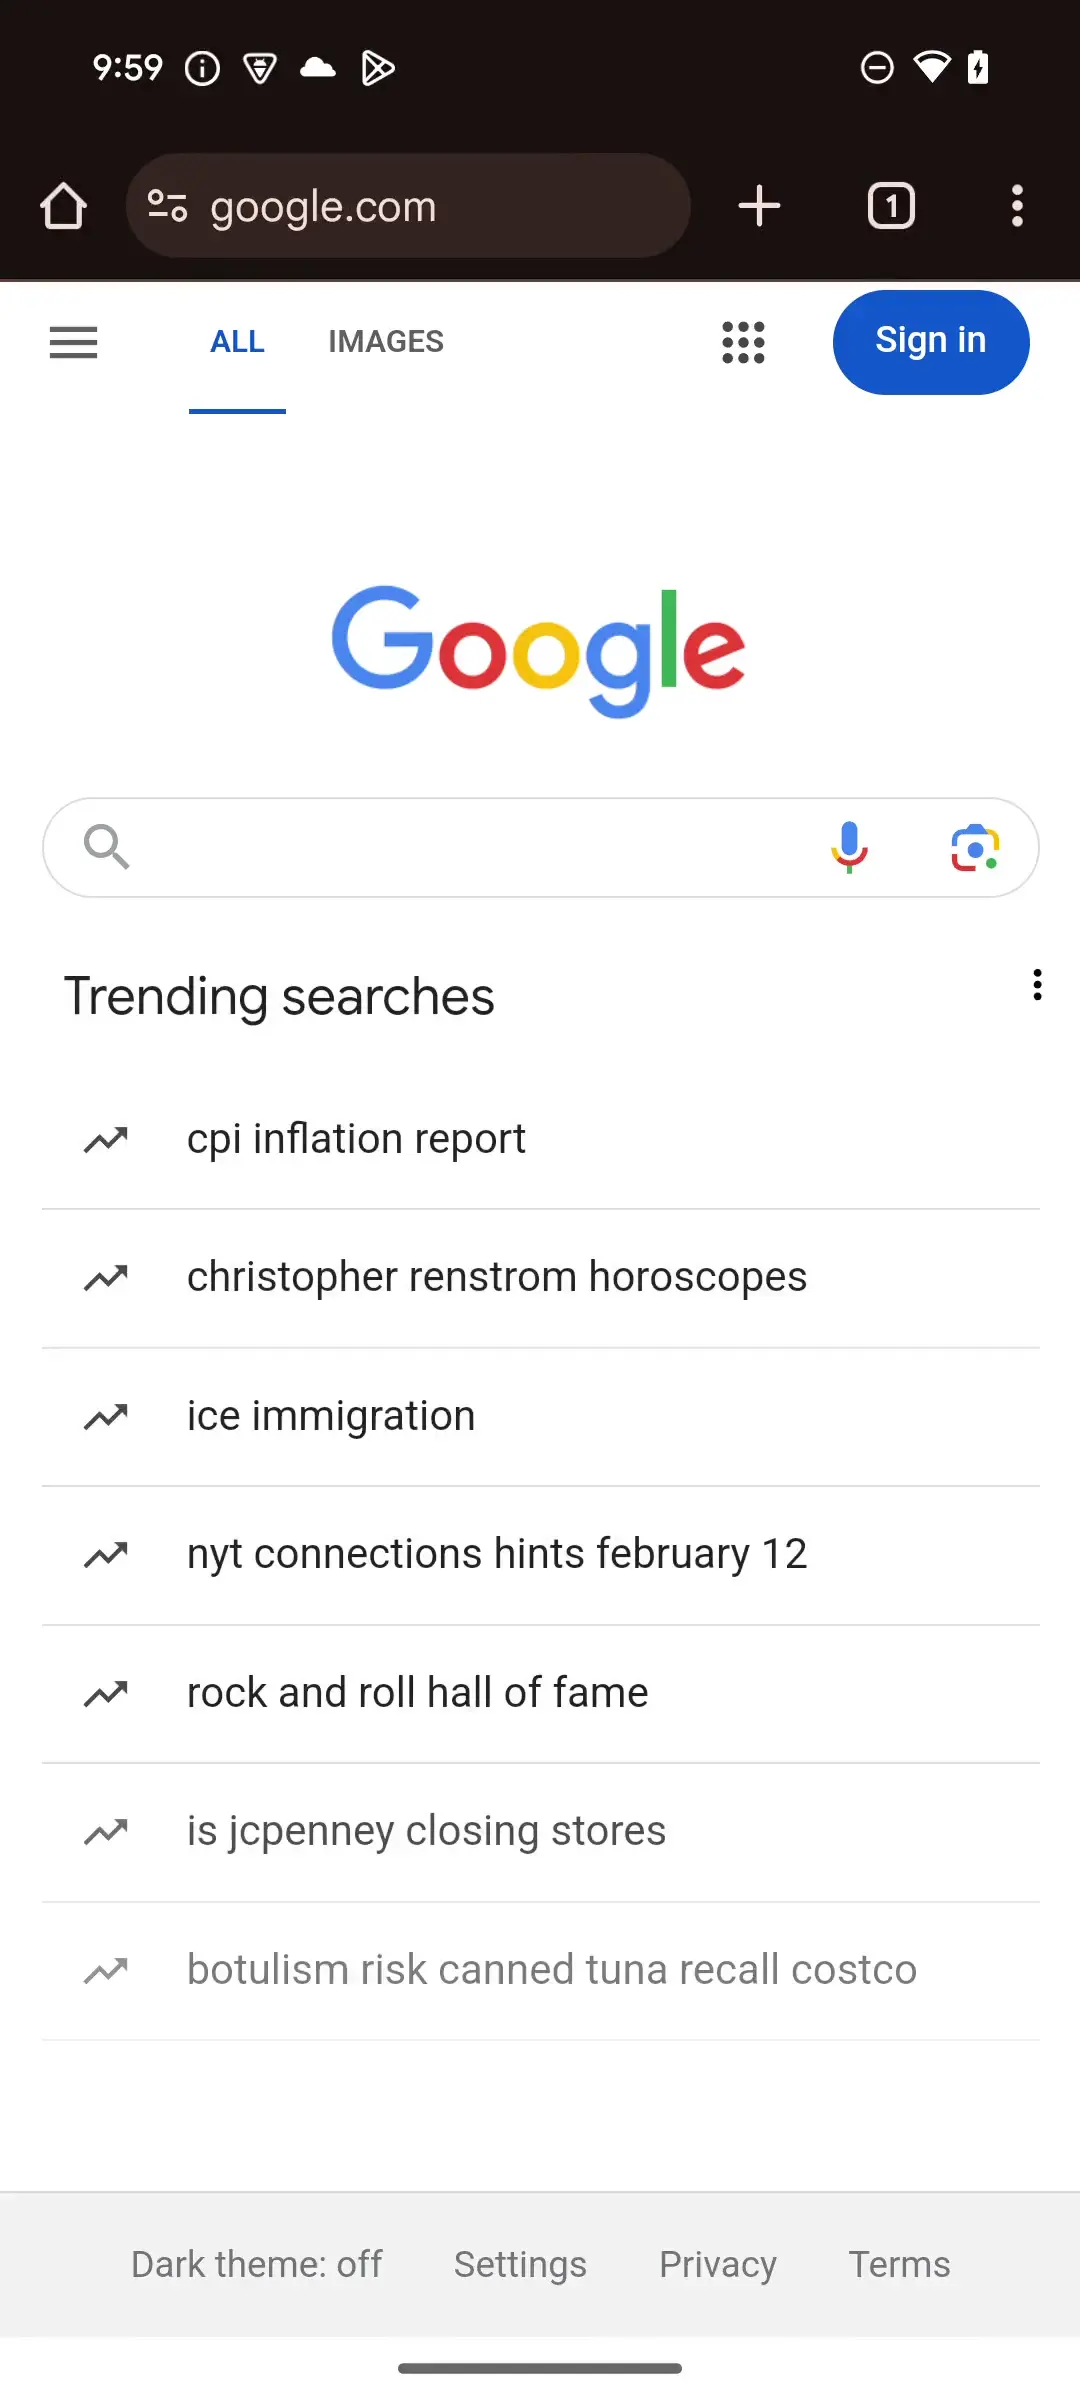 9:59
google.com
1
ALL IMAGES
Sign in
Google
Trending searches
cpi inflation report
christopher renstrom horoscopes
ice immigration
nyt connections hints february 12
rock and roll hall of fame
is jcpenney closing stores
botulism risk canned tuna recall costco
Dark theme: off Settings Privacy Terms